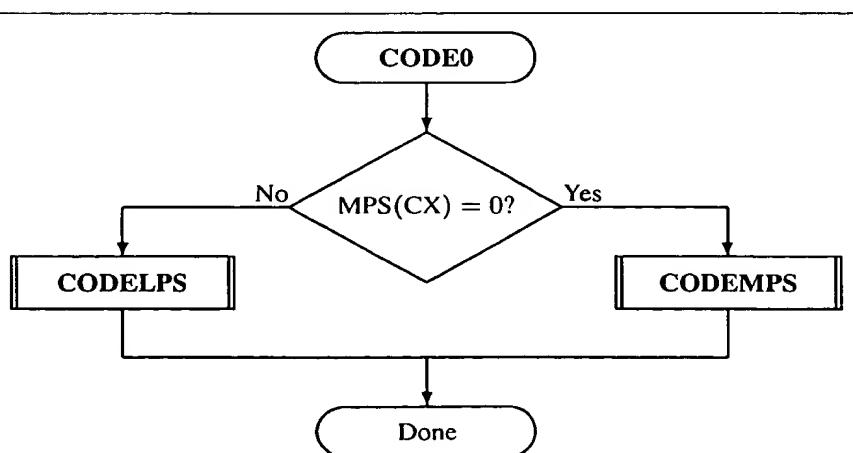 CODE0
No
MPS(CX) = 0?
Yes
CODELPS
CODEMPS
Done